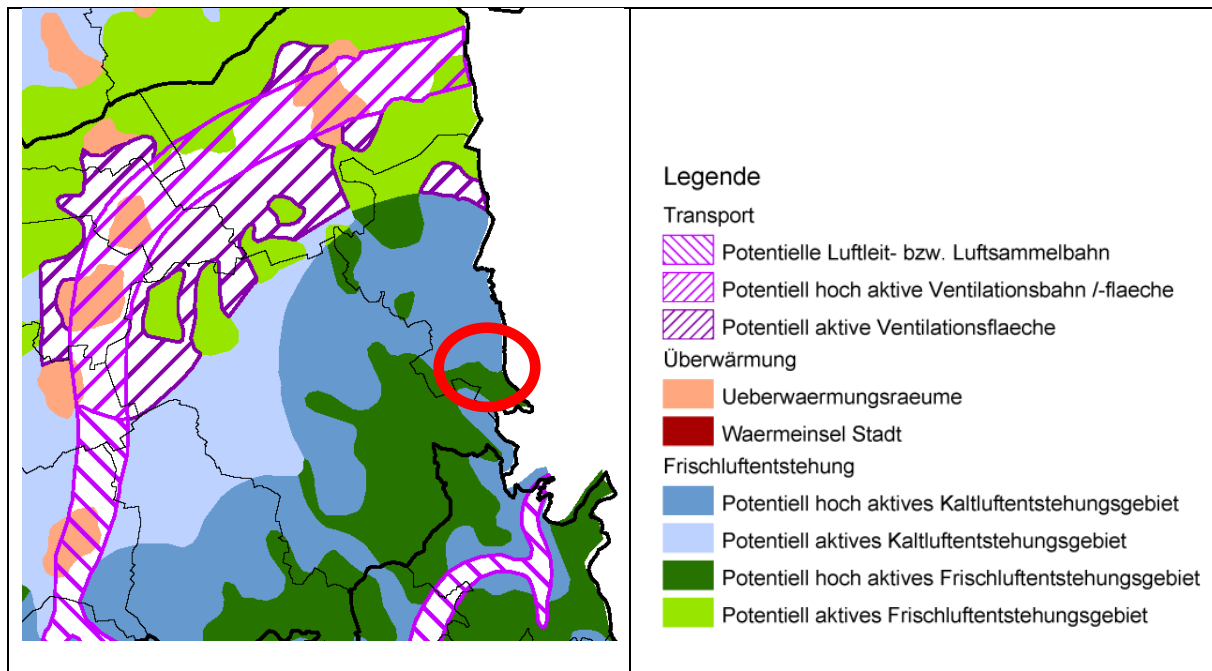 Legende
Transport
Potentielle Luftleit- bzw. Luftsammelbahn
Potentiell hoch aktive Ventilationsbahn /-flaeche
Potentiell aktive Ventilationsflaeche
Überwärmung
Ueberwaermungsraeume
Waermeinsel Stadt
Frischluftentstehung
Potentiell hoch aktives Kaltluftentstehungsgebiet
Potentiell aktives Kaltluftentstehungsgebiet
Potentiell hoch aktives Frischluftentstehungsgebiet
Potentiell aktives Frischluftentstehungsgebiet